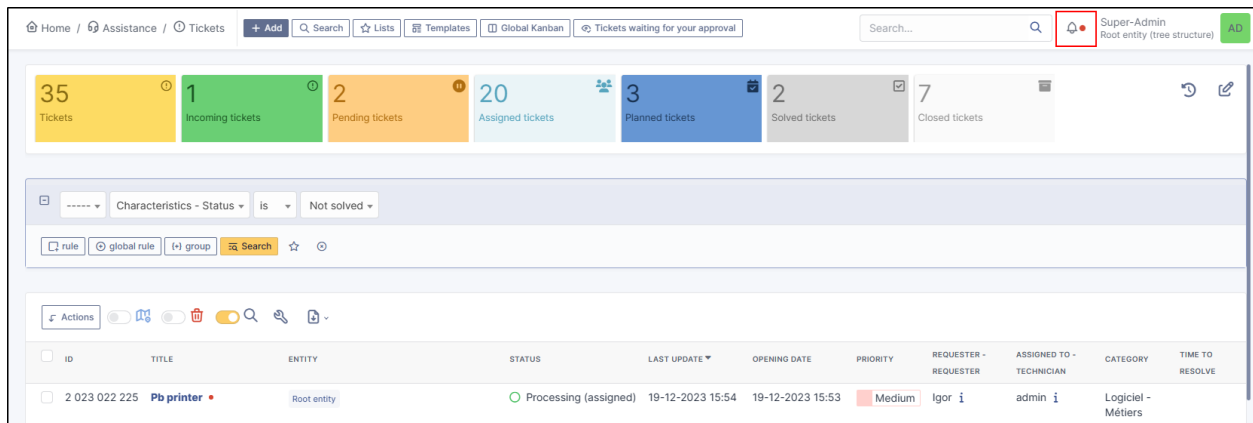 Home / Assistance / Tickets + Add Search Lists Templates Global Kanban Tickets waiting for your approval Search... Super-Admin
Root entity (tree structure) AD
35 1 2 20 3 2 7
Tickets Incoming tickets Pending tickets Assigned tickets Planned tickets Solved tickets Closed tickets
----- Characteristics - Status is Not solved
rule global rule {+} group Search
Actions
ID TITLE ENTITY STATUS LAST UPDATE OPENING DATE PRIORITY REQUESTER - ASSIGNED TO - CATEGORY TIME TO
REQUESTER TECHNICIAN RESOLVE
2 023 022 225 Pb printer Root entity Processing (assigned) 19-12-2023 15:54 19-12-2023 15:53 Medium Igor i admin i Logiciel -
Métiers